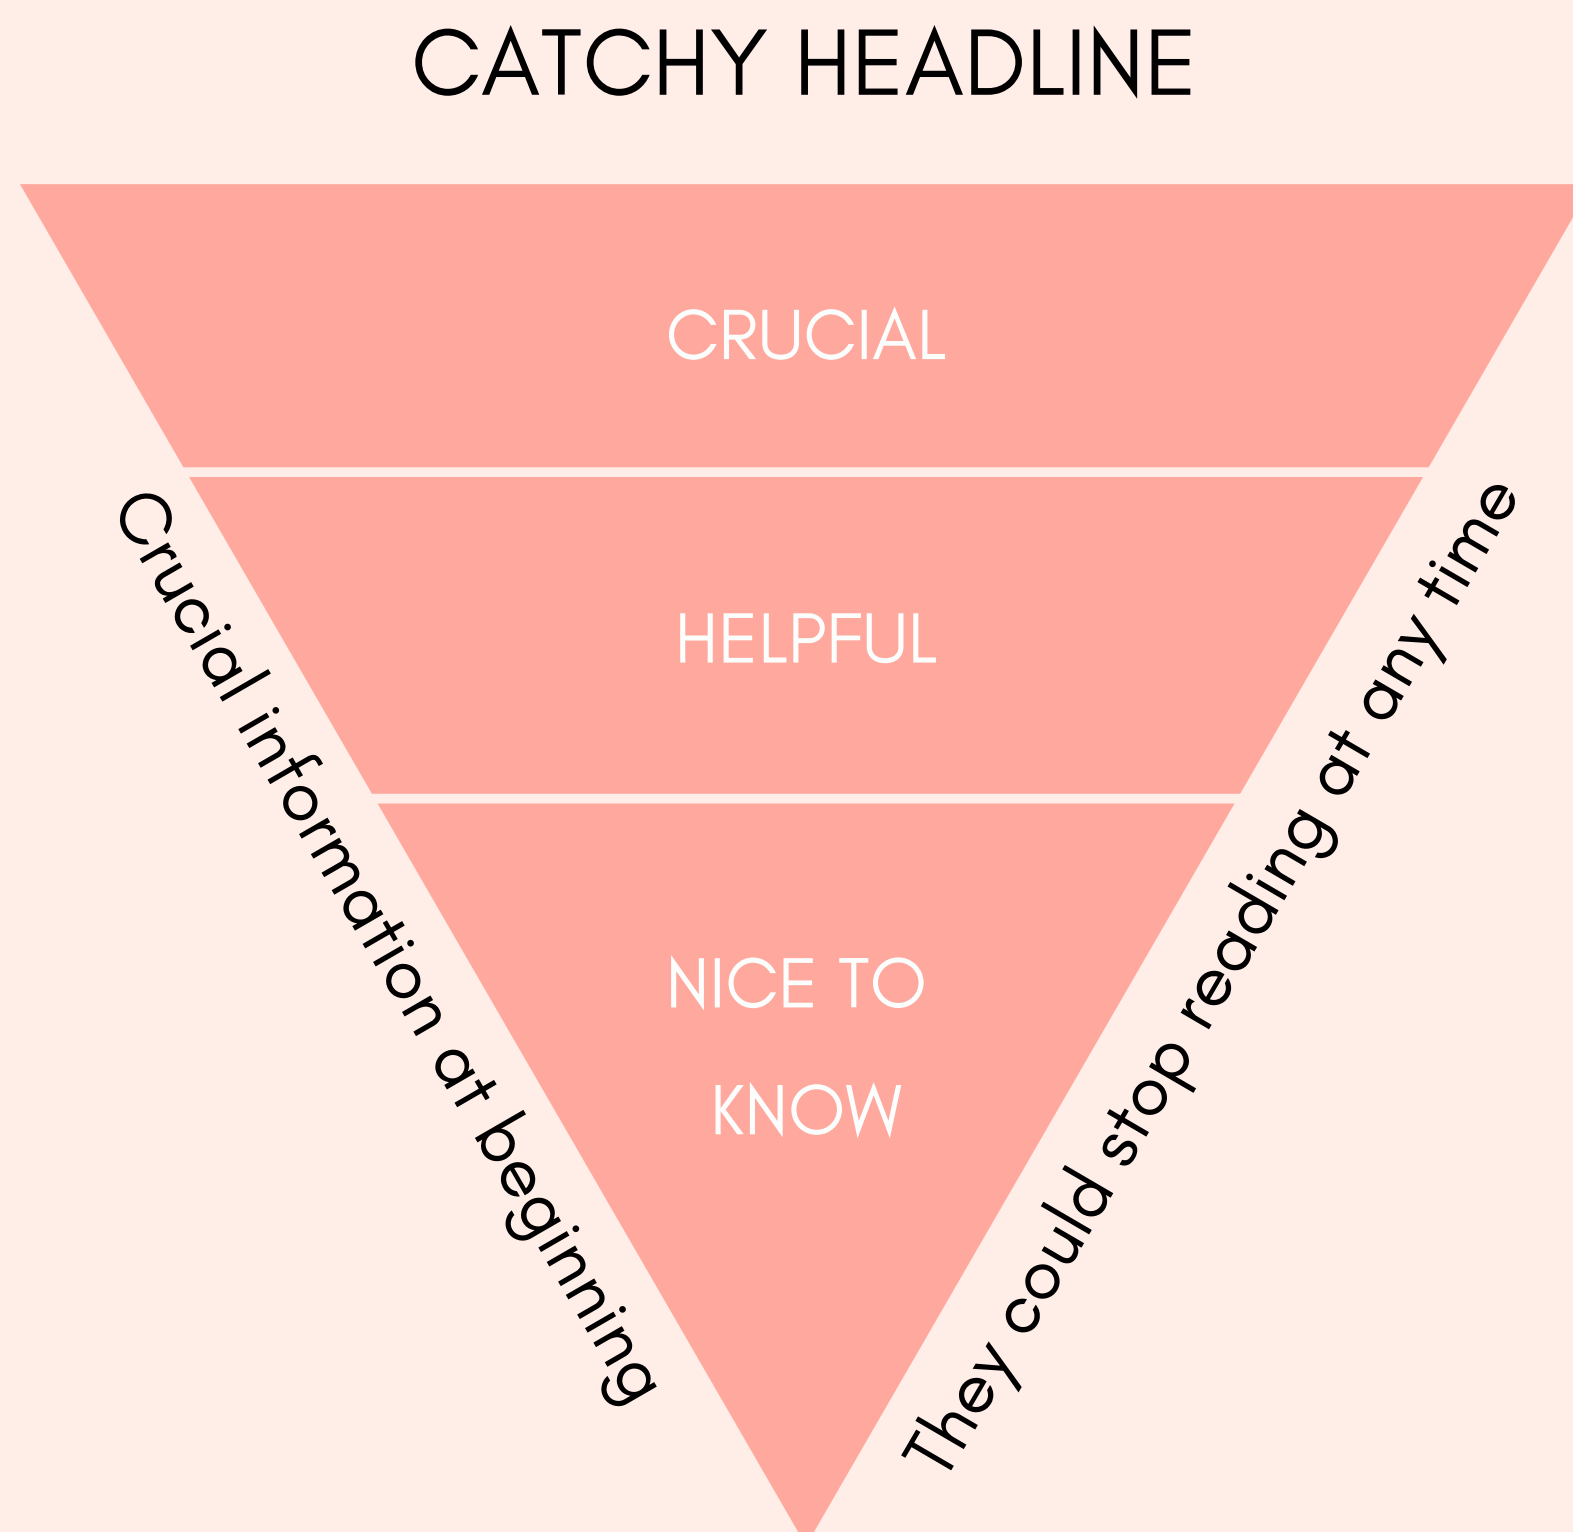 CATCHY HEADLINE
CRUCIAL
HELPFUL
NICE TO
KNOW
Crucial information at beginning
They could stop reading at any time